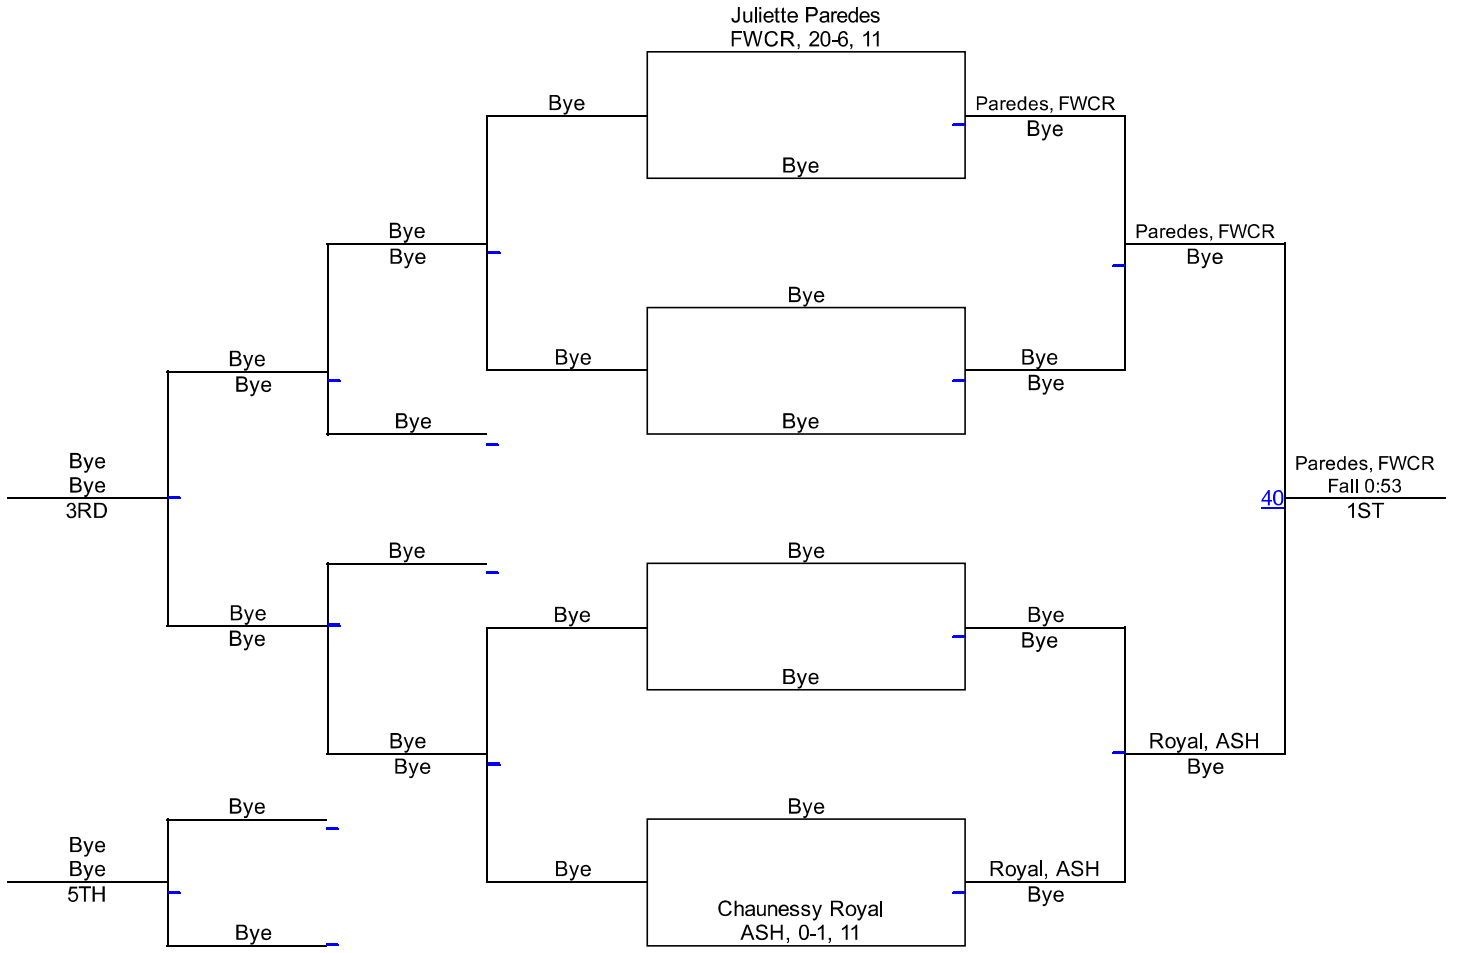 Juliette Paredes
FWCR, 20-6, 11
Bye
Paredes, FWCR
Bye
Bye
Bye
Bye
Paredes, FWCR
Bye
Bye
Bye
Bye
Bye
Bye
Bye
Bye
Bye
Bye
Bye
Bye
3RD
Paredes, FWCR
Fall 0:53
40
1ST
Bye
Bye
Bye
Bye
Bye
Bye
Bye
Bye
Bye
Bye
Royal, ASH
Bye
Bye
Bye
Bye
Bye
5TH
Bye
Bye
Royal, ASH
Bye
Chaunessy Royal
ASH, 0-1, 11